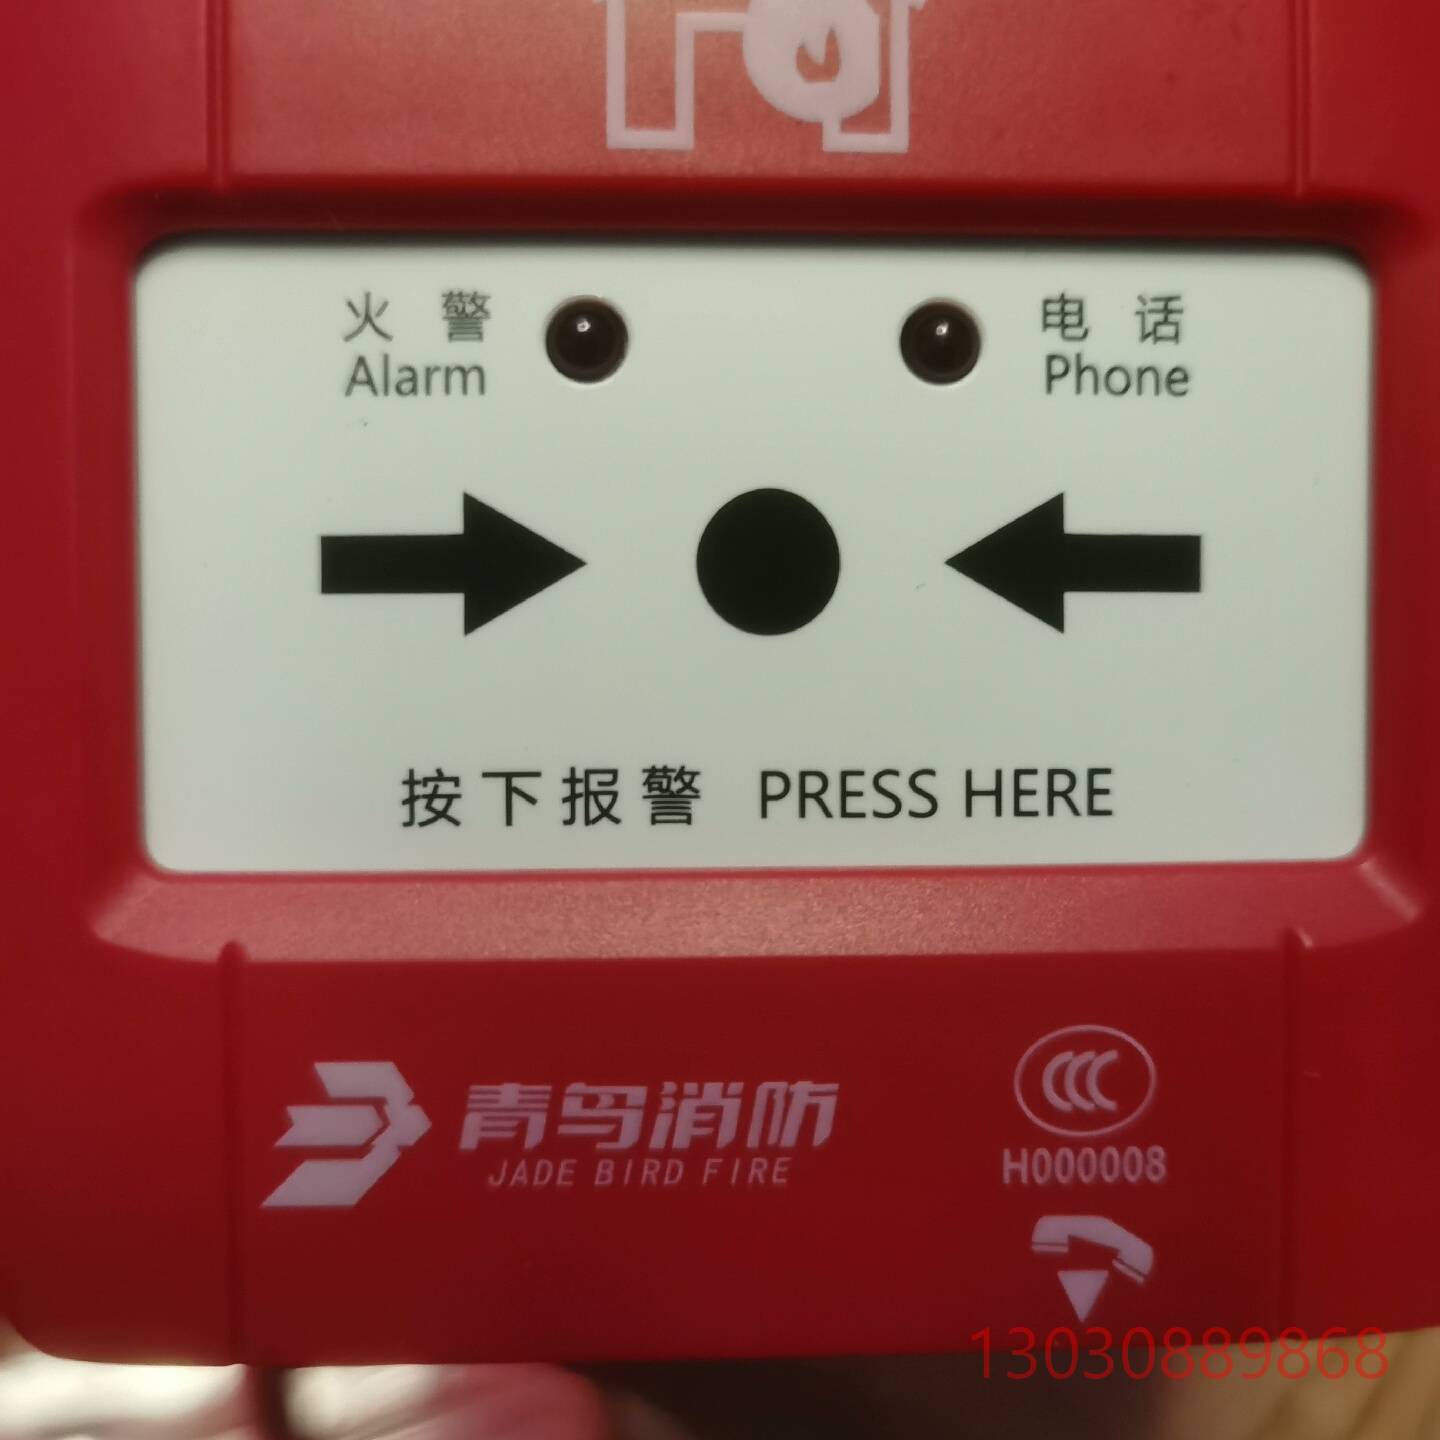 火警 电话
Alarm Phone
按下报警 PRESS HERE
青鸟消防
JADE BIRD FIRE
CCC
H000008
13030889868